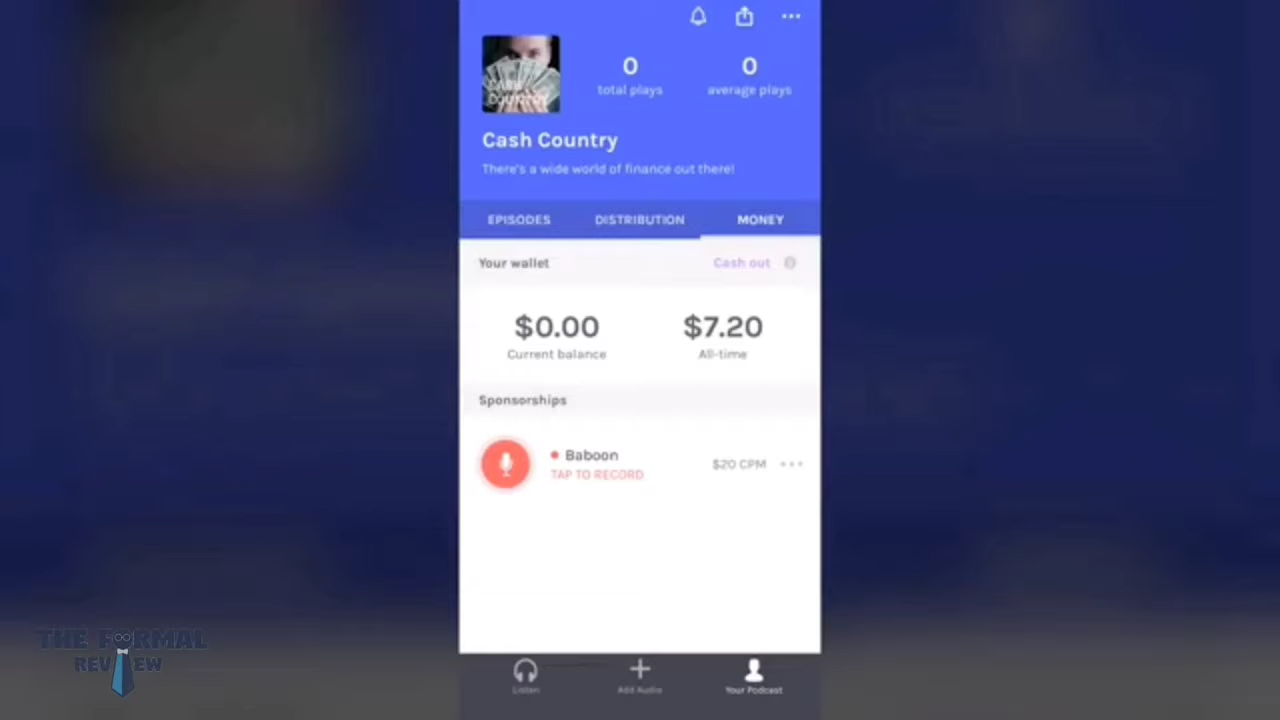 0
total plays
0
average plays
CASH
COUNTRY
Cash Country
There's a wide world of finance out there!
EPISODES
DISTRIBUTION
MONEY
Your wallet
Cash out
$0.00
Current balance
$7.20
All-time
Sponsorships
Baboon
TAP TO RECORD
$20 CPM
Listen
Add Audio
Your Podcast
THE FORMAL
REVIEW